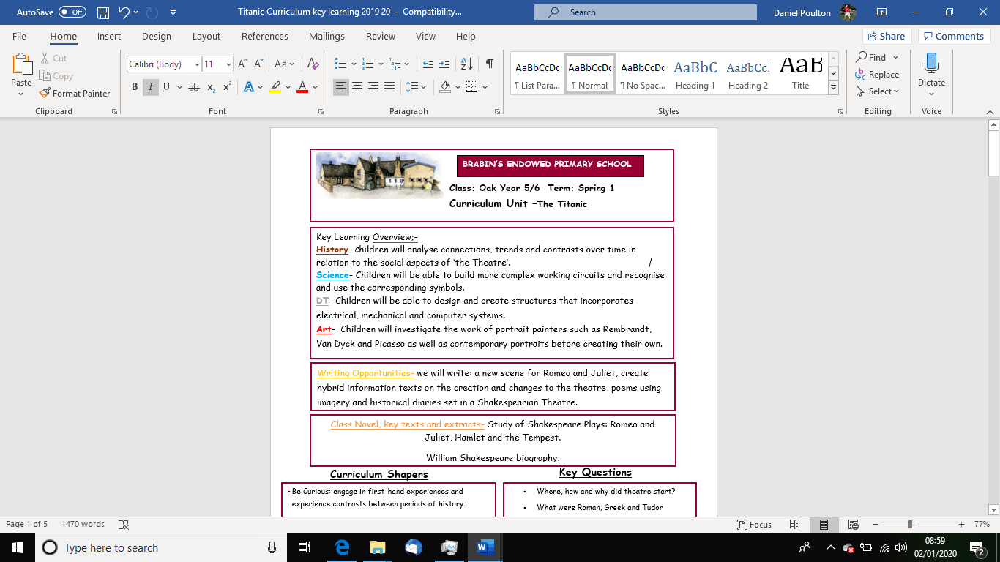 AutoSave Off Titanic Curriculum key learning 2019 20 - Compatibility... Search Daniel Poulton
File Home Insert Design Layout References Mailings Review View Help Share Comments
Paste Cut Copy Format Painter
Calibri (Body) 11 Aa
B I U ab x2 x2 A A
AaBbCcDc AaBbCcDc AaBbCcDc AaBbC AaBbCcI AaB
¶ List Para... ¶ Normal ¶ No Spac... Heading 1 Heading 2 Title
Find Replace Select
Dictate
Clipboard Font Paragraph Styles Editing Voice
BRABIN'S ENDOWED PRIMARY SCHOOL
Class: Oak Year 5/6 Term: Spring 1
Curriculum Unit –The Titanic
Key Learning Overview;-
History- children will analyse connections, trends and contrasts over time in
relation to the social aspects of ‘the Theatre’.
Science- Children will be able to build more complex working circuits and recognise
and use the corresponding symbols.
DT- Children will be able to design and create structures that incorporates
electrical, mechanical and computer systems.
Art- Children will investigate the work of portrait painters such as Rembrandt,
Van Dyck and Picasso as well as contemporary portraits before creating their own.
Writing Opportunities- we will write: a new scene for Romeo and Juliet, create
hybrid information texts on the creation and changes to the theatre, poems using
imagery and historical diaries set in a Shakespearian Theatre.
Class Novel, key texts and extracts- Study of Shakespeare Plays: Romeo and
Juliet, Hamlet and the Tempest.
William Shakespeare biography.
Curriculum Shapers
• Be Curious: engage in first-hand experiences and
experience contrasts between periods of history.
Key Questions
• Where, how and why did theatre start?
• What were Roman, Greek and Tudor
Page 1 of 5 1470 words Focus 77%
Type here to search
08:59
02/01/2020
2